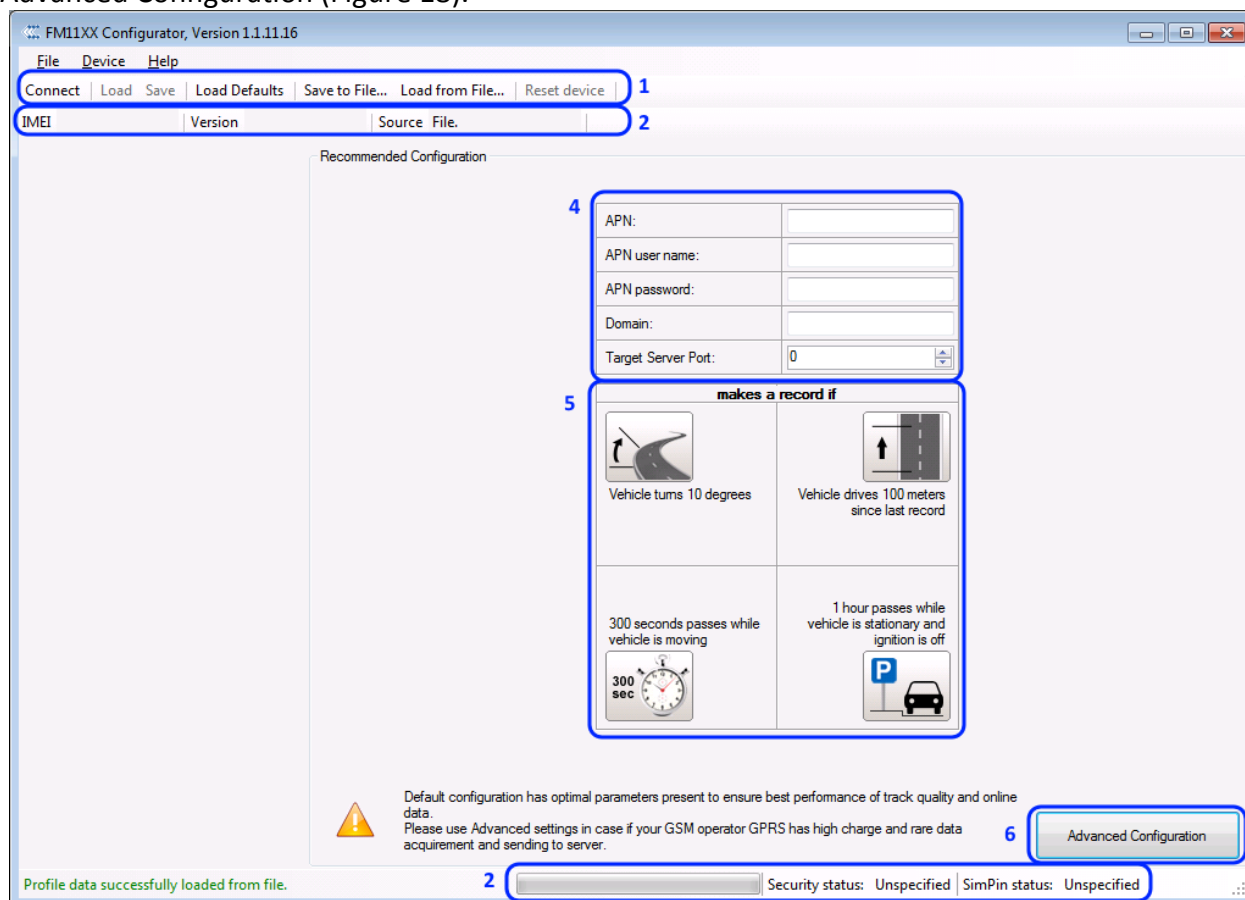 Advanced Configuration (Figure 18).
FM11XX Configurator, Version 1.1.11.16
File Device Help
Connect Load Save Load Defaults Save to File... Load from File... Reset device 1
IMEI Version Source File. 2
Recommended Configuration
4
APN:
APN user name:
APN password:
Domain:
Target Server Port: 0
5
makes a record if
Vehicle turns 10 degrees
Vehicle drives 100 meters
since last record
300 seconds passes while
vehicle is moving
300
sec
1 hour passes while
vehicle is stationary and
ignition is off
P
Default configuration has optimal parameters present to ensure best performance of track quality and online
data.
Please use Advanced settings in case if your GSM operator GPRS has high charge and rare data
acquirement and sending to server.
6 Advanced Configuration
Profile data successfully loaded from file. 2 Security status: Unspecified SimPin status: Unspecified